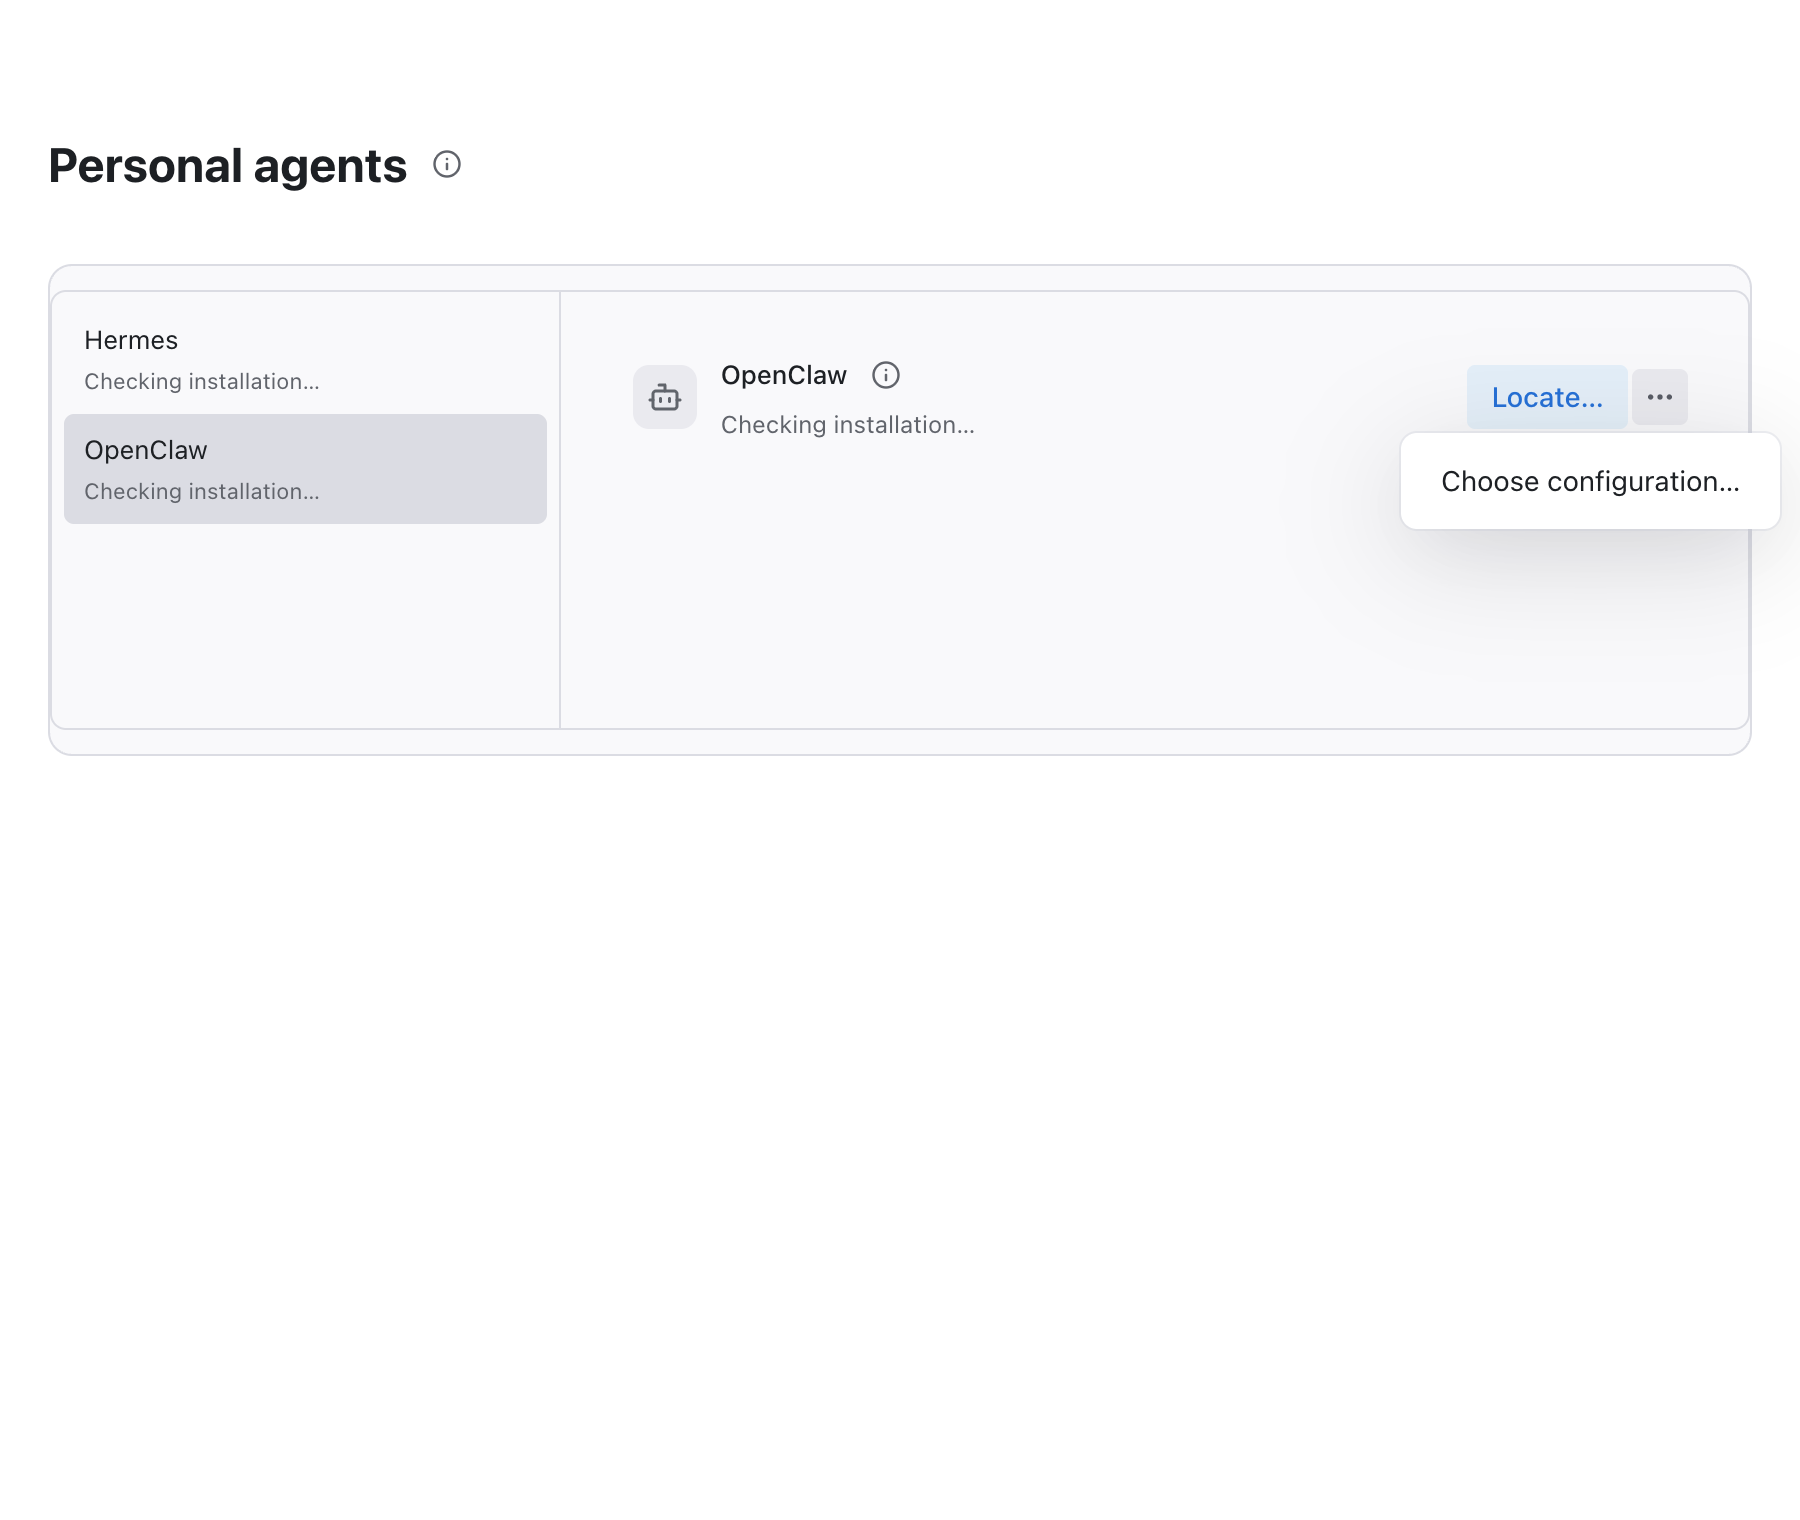 Personal agents
Hermes
Checking installation...
OpenClaw
Checking installation...
OpenClaw
Checking installation...
Locate...
Choose configuration...